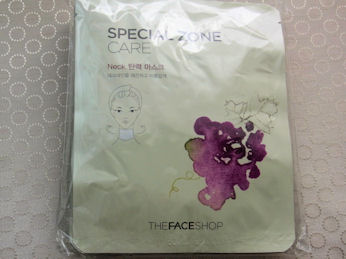 SPECIAL ZONE
CARE
Neck 탄력 마스크
THEFACESHOP